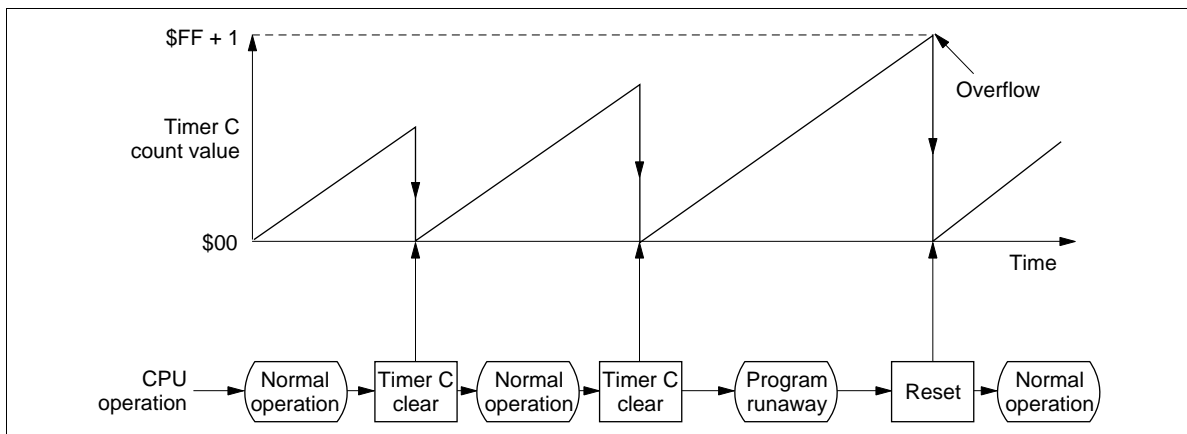 $FF + 1
Overflow
Timer C
count value
$00
Time
CPU
operation
Normal
operation
Timer C
clear
Normal
operation
Timer C
clear
Program
runaway
Reset
Normal
operation